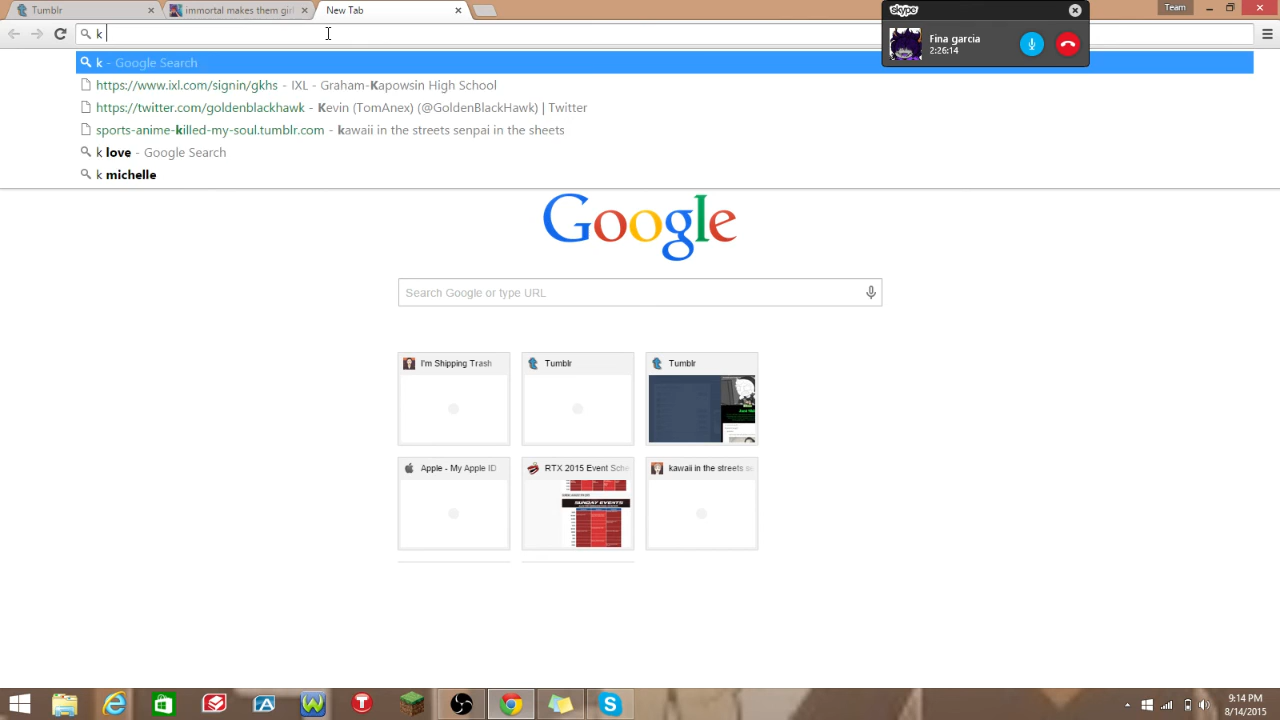 Tumblr
immortal makes them girl
New Tab
Team
k
skype
Fina garcia
2:26:14
k - Google Search
https://www.ixl.com/signin/gkhs - IXL - Graham-Kapowsin High School
https://twitter.com/goldenblackhawk - Kevin (TomAnex) (@GoldenBlackHawk) | Twitter
sports-anime-killed-my-soul.tumblr.com - kawaii in the streets senpai in the sheets
k love - Google Search
k michelle
Google
Search Google or type URL
I'm Shipping Trash
Tumblr
Tumblr
Apple - My Apple ID
RTX 2015 Event Sche
kawaii in the streets se
SUNDAY EVENTS
9:14 PM
8/14/2015